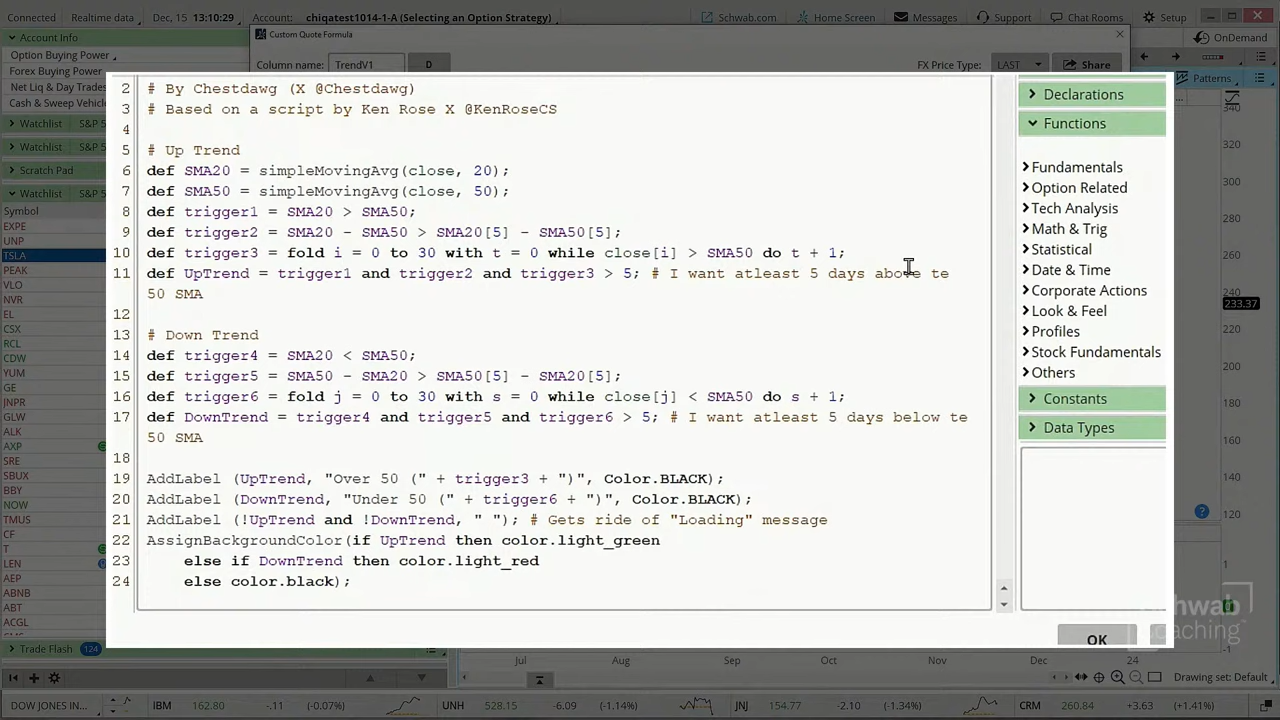 Connected Realtime data Dec, 15 13:10:29 Account: chiqatest1014-1-A (Selecting an Option Strategy) Schwab.com Home Screen Messages Support Chat Rooms Setup
Account Info
Custom Quote Formula
OnDemand
Option Buying Power
Column name: TrendV1 D FX Price Type: LAST Share
Forex Buying Power
Net Liq & Day Trades
Cash & Sweep Vehicle
Patterns
Watchlist S&P 5
Watchlist S&P 5
Scratch Pad
Watchlist S&P 5
Symbol
EXPE
UNP
TSLA
PEAK
VLO
NVR
EL
CSX
RCL
CDW
YUM
GE
JNPR
GLW
ALK
AXP
SRE
SBUX
BBY
NOW
TMUS
CF
T
LEN
AEP
ABNB
ABT
ACGL
Trade Flash 124
2 # By Chestdawg (X @Chestdawg)
3 # Based on a script by Ken Rose X @KenRoseCS
4
5 # Up Trend
6 def SMA20 = simpleMovingAvg(close, 20);
7 def SMA50 = simpleMovingAvg(close, 50);
8 def trigger1 = SMA20 > SMA50;
9 def trigger2 = SMA20 - SMA50 > SMA20[5] - SMA50[5];
10 def trigger3 = fold i = 0 to 30 with t = 0 while close[i] > SMA50 do t + 1;
11 def UpTrend = trigger1 and trigger2 and trigger3 > 5; # I want atleast 5 days above te
50 SMA
12
13 # Down Trend
14 def trigger4 = SMA20 < SMA50;
15 def trigger5 = SMA50 - SMA20 > SMA50[5] - SMA20[5];
16 def trigger6 = fold j = 0 to 30 with s = 0 while close[j] < SMA50 do s + 1;
17 def DownTrend = trigger4 and trigger5 and trigger6 > 5; # I want atleast 5 days below te
50 SMA
18
19 AddLabel (UpTrend, "Over 50 (" + trigger3 + ")", Color.BLACK);
20 AddLabel (DownTrend, "Under 50 (" + trigger6 + ")", Color.BLACK);
21 AddLabel (!UpTrend and !DownTrend, " "); # Gets ride of "Loading" message
22 AssignBackgroundColor(if UpTrend then color.light_green
23 else if DownTrend then color.light_red
24 else color.black);
Declarations
Functions
Fundamentals
Option Related
Tech Analysis
Math & Trig
Statistical
Date & Time
Corporate Actions
Look & Feel
Profiles
Stock Fundamentals
Others
Constants
Data Types
OK
340
320
300
280
260
240
233.37
220
200
180
160
140
120
1
-1
Schwab
Coaching
Jul Aug Sep Oct Nov Dec 24 Drawing set: Default
DOW JONES IN... IBM 162.80 -.11 (-0.07%) UNH 528.15 -6.09 (-1.14%) JNJ 154.77 -2.10 (-1.34%) CRM 260.84 +3.63 (+1.41%)